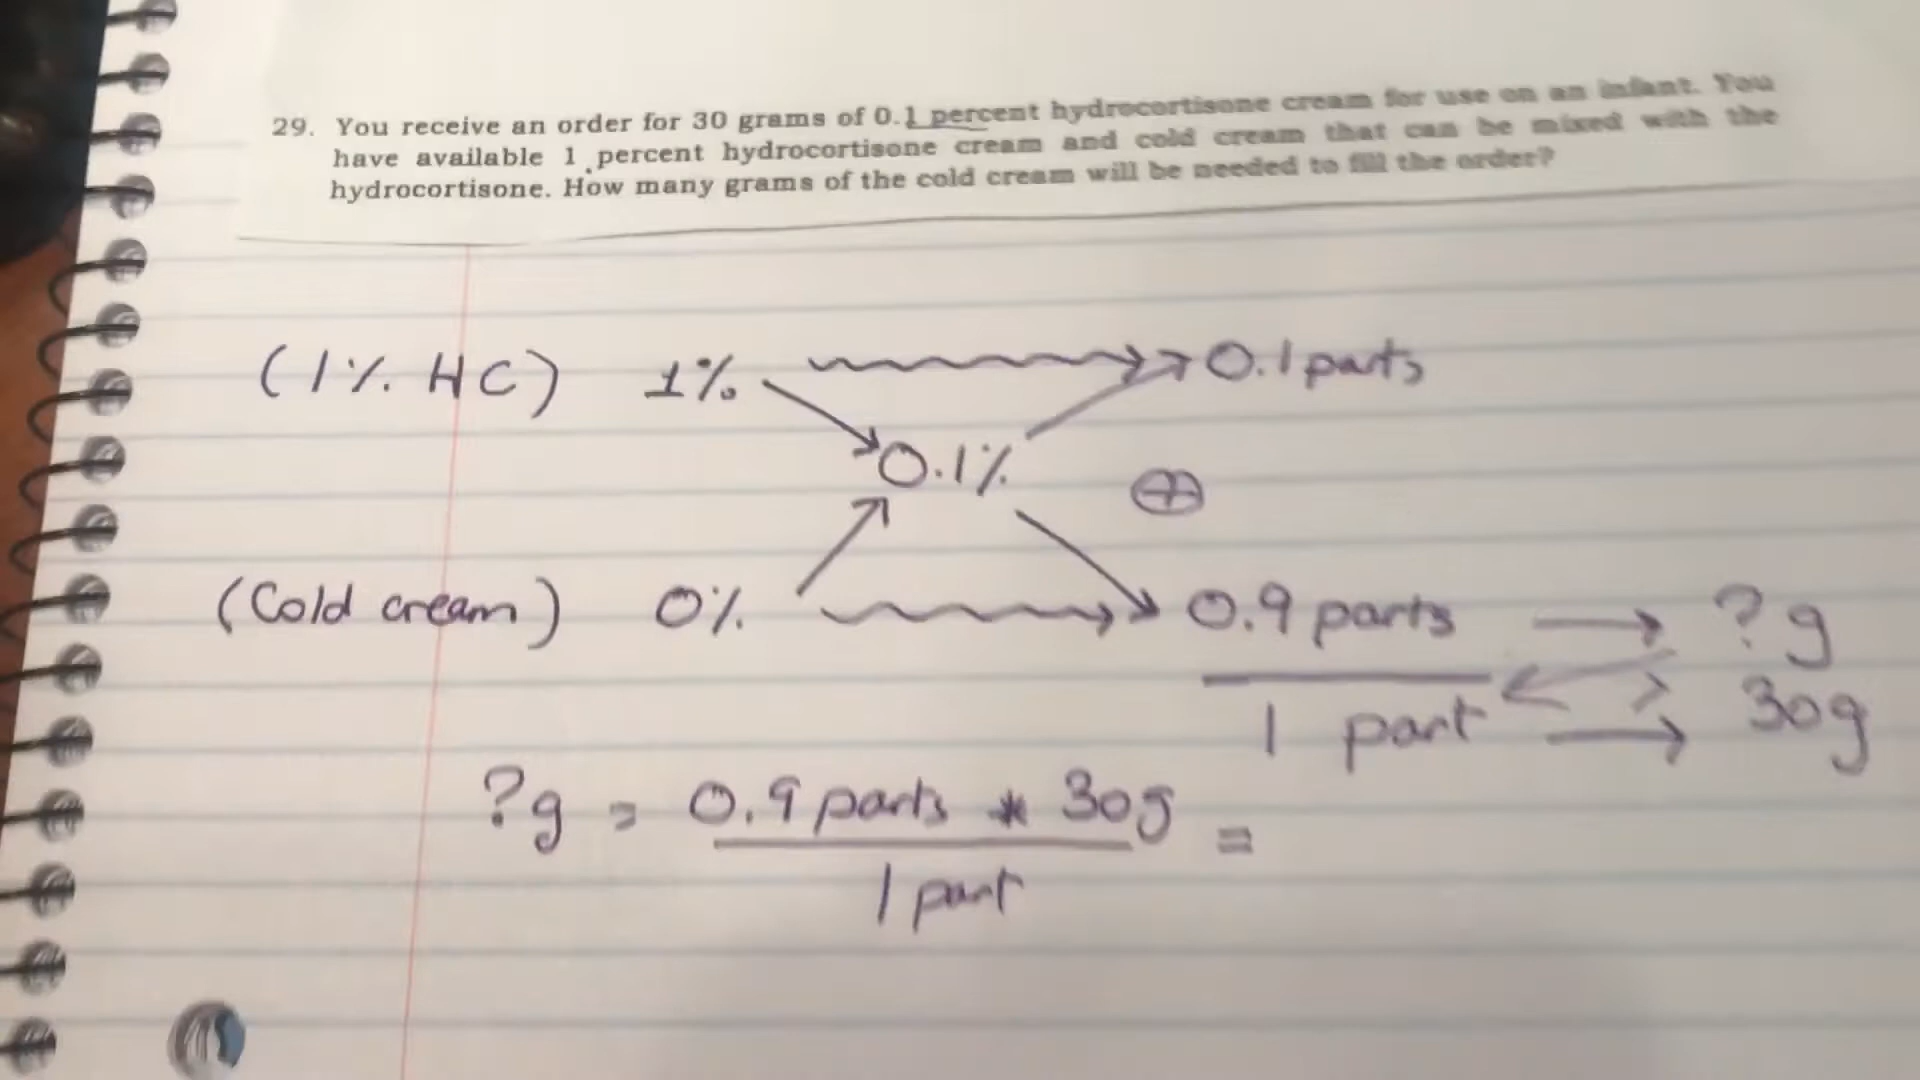 29. You receive an order for 30 grams of 0.1 percent hydrocortisone cream for use on an infant. You
have available 1 percent hydrocortisone cream and cold cream that can be mixed with the
hydrocortisone. How many grams of the cold cream will be needed to fill the order?
(1% HC) 1% 0.1 parts
0.1% +
(Cold cream) 0% 0.9 parts → ? g
1 part → 30g
?g = 0.9 parts * 30g =
1 part